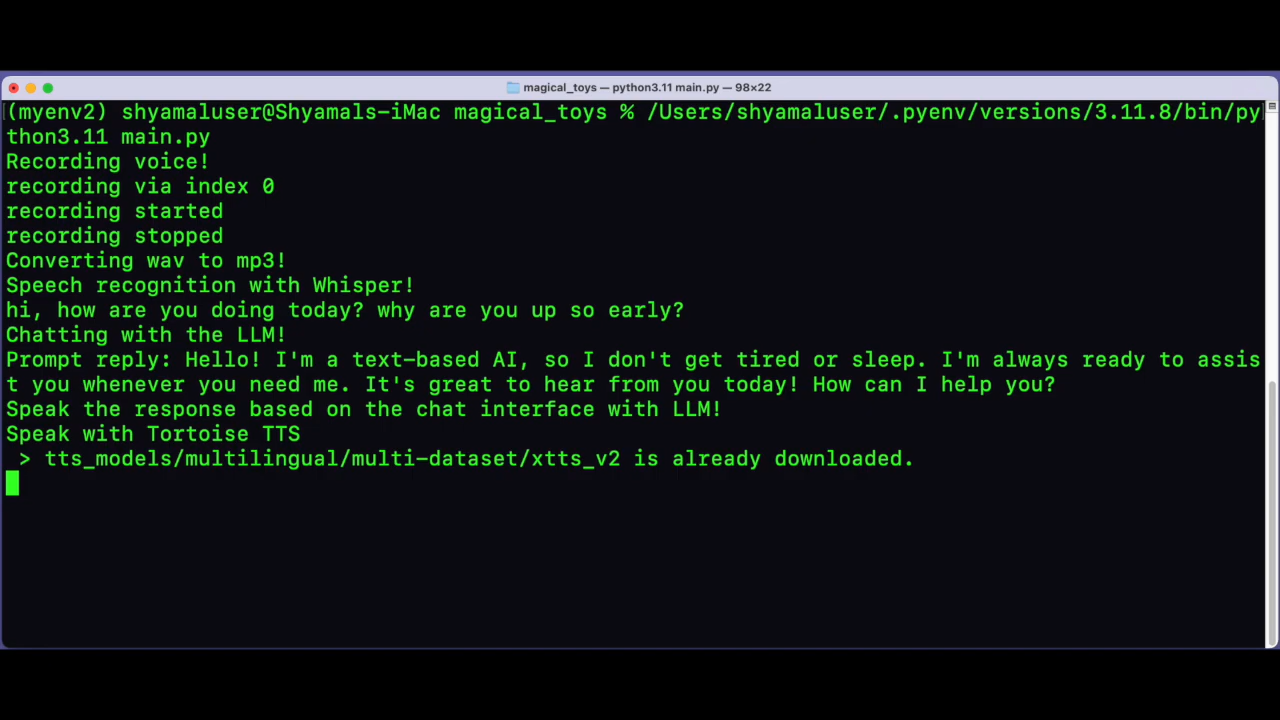 magical_toys — python3.11 main.py — 98×22
(myenv2) shyamaluser@Shyamals-iMac magical_toys % /Users/shyamaluser/.pyenv/versions/3.11.8/bin/py
thon3.11 main.py
Recording voice!
recording via index 0
recording started
recording stopped
Converting wav to mp3!
Speech recognition with Whisper!
hi, how are you doing today? why are you up so early?
Chatting with the LLM!
Prompt reply: Hello! I'm a text-based AI, so I don't get tired or sleep. I'm always ready to assis
t you whenever you need me. It's great to hear from you today! How can I help you?
Speak the response based on the chat interface with LLM!
Speak with Tortoise TTS
 > tts_models/multilingual/multi-dataset/xtts_v2 is already downloaded.